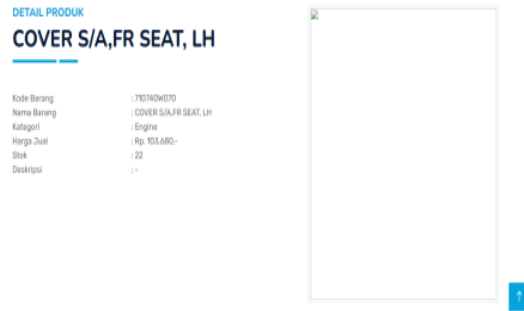 DETAIL PRODUK
COVER S/A,FR SEAT, LH
Kode Barang : 710740W070
Nama Barang : COVER S/A,FR SEAT, LH
Kategori : Engine
Harga Jual : Rp. 103.680,-
Stok : 22
Deskripsi : -